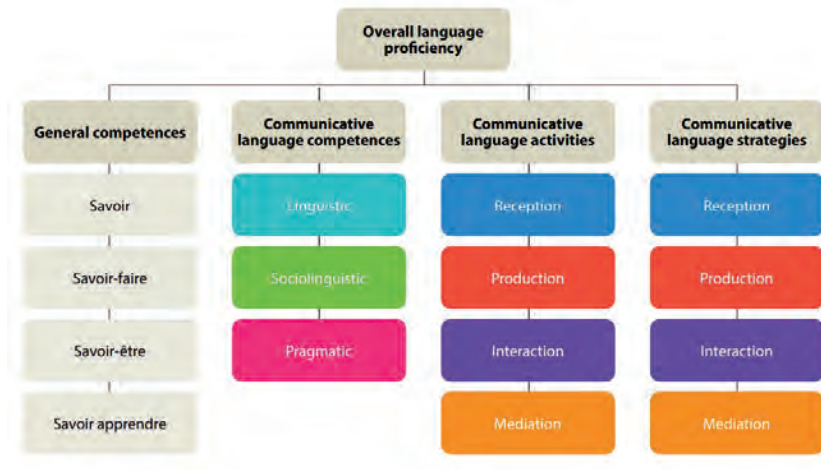 Overall language
proficiency
General competences
Communicative
language competences
Communicative
language activities
Communicative
language strategies
Savoir
Linguistic
Reception
Reception
Savoir-faire
Sociolinguistic
Production
Production
Savoir-être
Pragmatic
Interaction
Interaction
Savoir apprendre
Mediation
Mediation